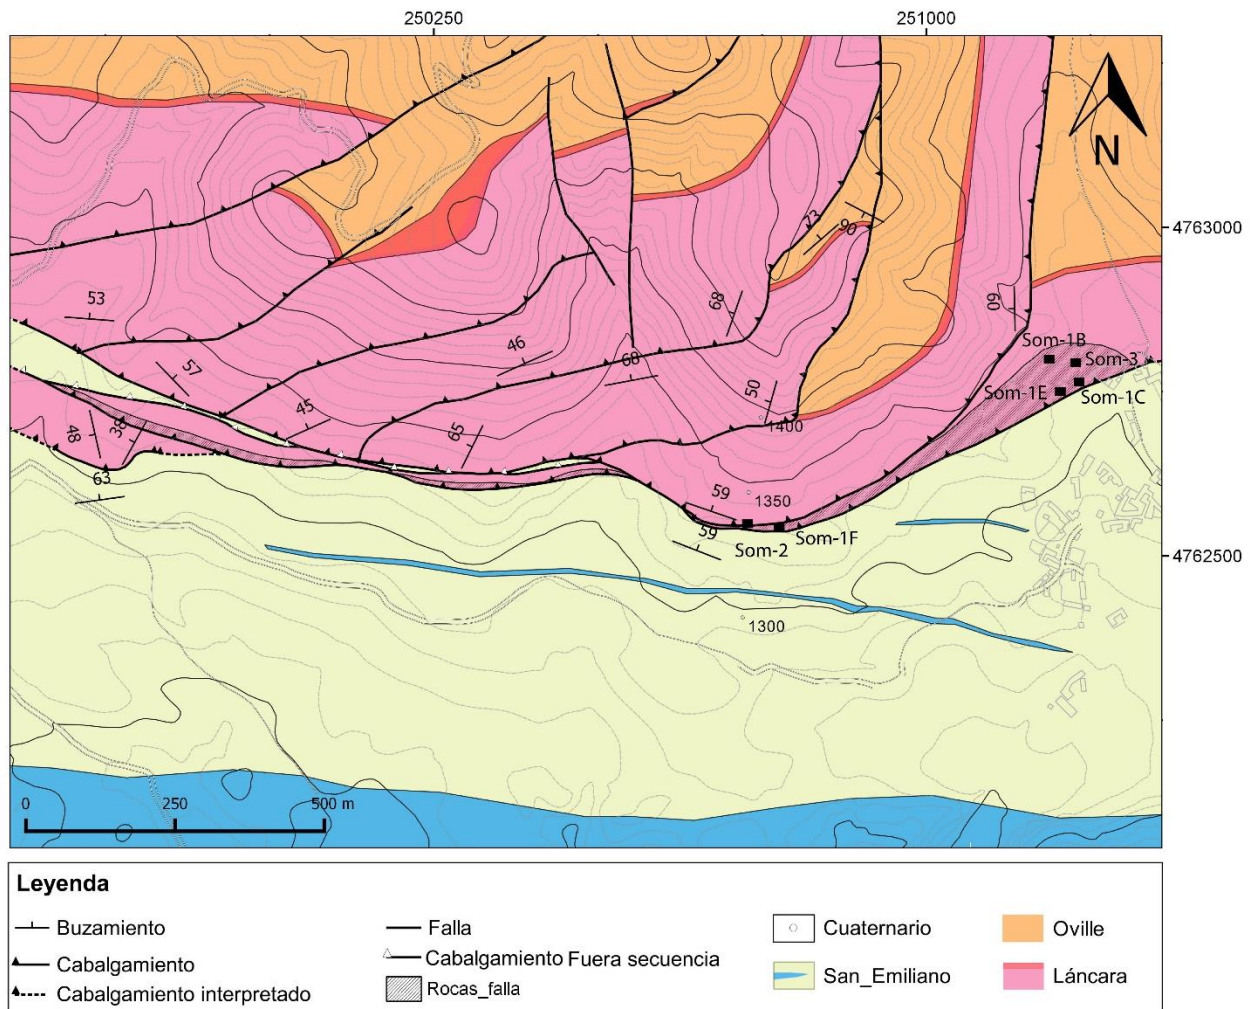 250250
251000
N
4763000
4762500
53
57
46
45
65
68
68
50
73
90
60
48
38
63
59
59
1400
1350
1300
Som-1B
Som-3
Som-1E
Som-1C
Som-2
Som-1F
0
250
500 m
Leyenda
Buzamiento
Cabalgamiento
Cabalgamiento interpretado
Falla
Cabalgamiento Fuera secuencia
Rocas_falla
Cuaternario
San_Emiliano
Oville
Láncara